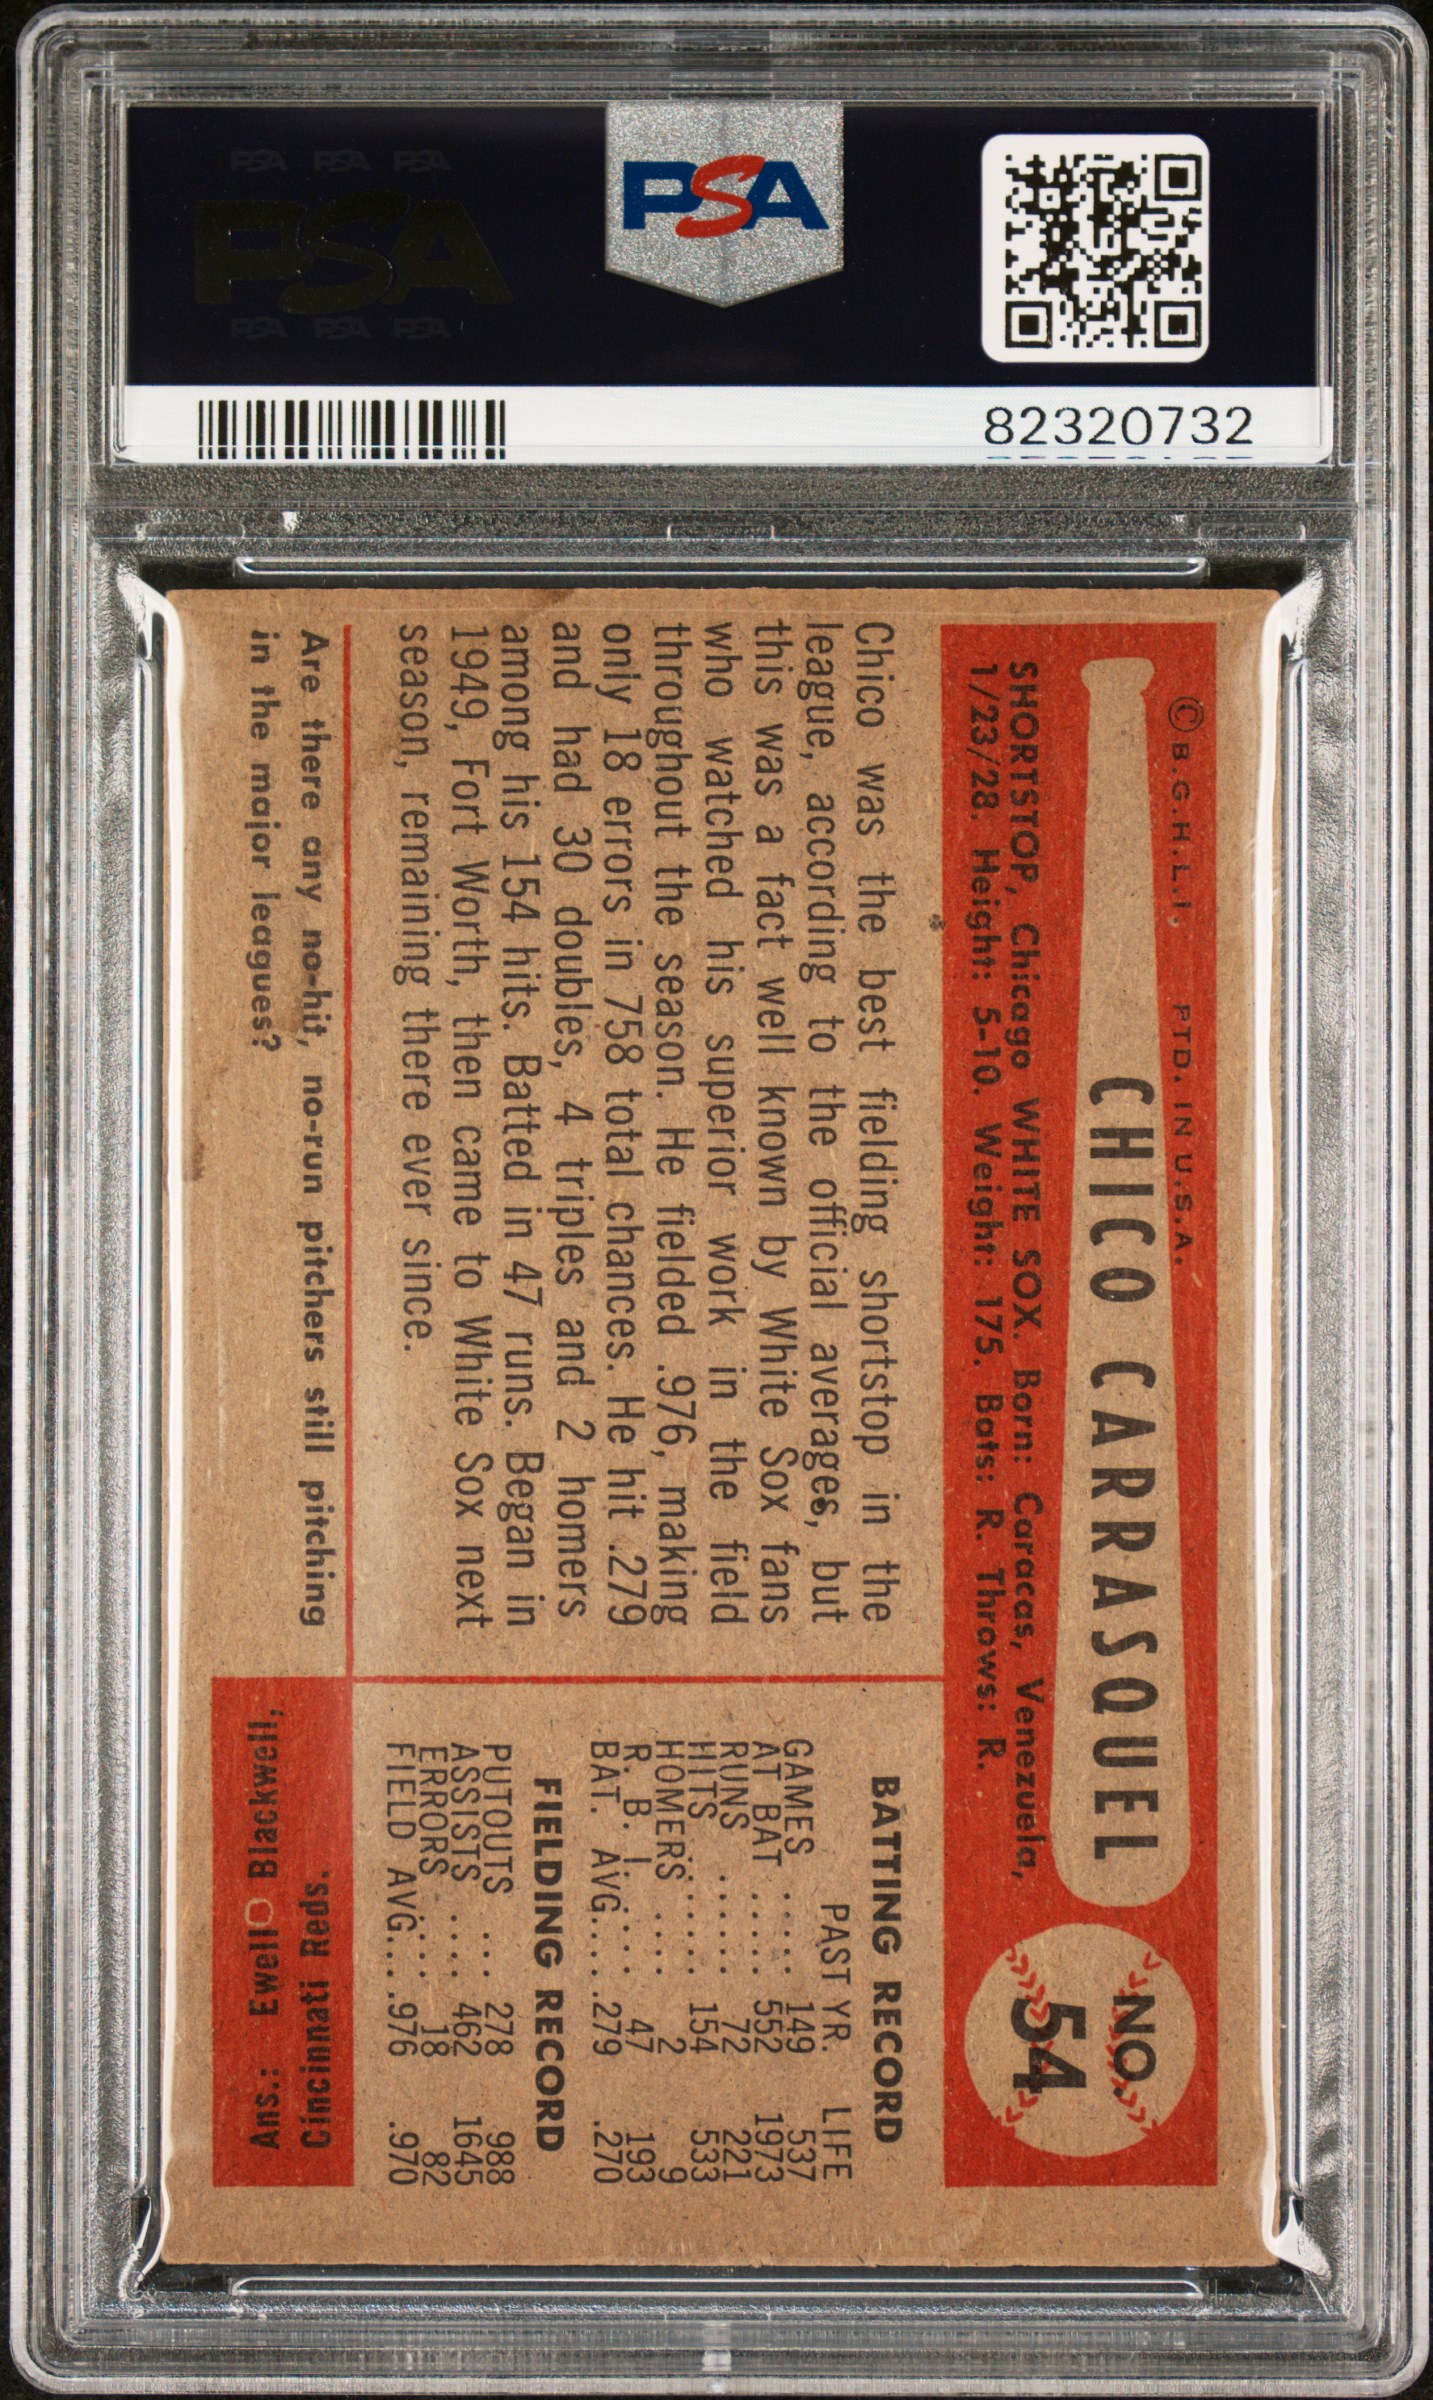 PSA PSA PSA
PSA
PSA PSA PSA
PSA
82320732
© B.G.H.L.I. PTD. IN U.S.A.
CHICO CARRASQUEL
NO.
54
SHORTSTOP, Chicago WHITE SOX. Born: Caracas, Venezuela,
1/23/28. Height: 5-10. Weight: 175. Bats: R. Throws: R.
Chico was the best fielding shortstop in the
league, according to the official averages, but
this was a fact well known by White Sox fans
who watched his superior work in the field
throughout the season. He fielded .976, making
only 18 errors in 758 total chances. He hit .279
and had 30 doubles, 4 triples and 2 homers
among his 154 hits. Batted in 47 runs. Began in
1949, Fort Worth, then came to White Sox next
season, remaining there ever since.
BATTING RECORD
PAST YR. LIFE
GAMES ..... 149 537
AT BAT ..... 552 1973
RUNS ...... 72 221
HITS ...... 154 533
HOMERS .... 2 9
R. B. I. ... 47 193
BAT. AVG. .... .279 .270
FIELDING RECORD
PUTOUTS ... 278 988
ASSISTS .... 462 1645
ERRORS .... 18 82
FIELD AVG. ... .976 .970
Are there any no-hit, no-run pitchers still pitching
in the major leagues?
Ans.: Ewell Blackwell,
Cincinnati Reds.